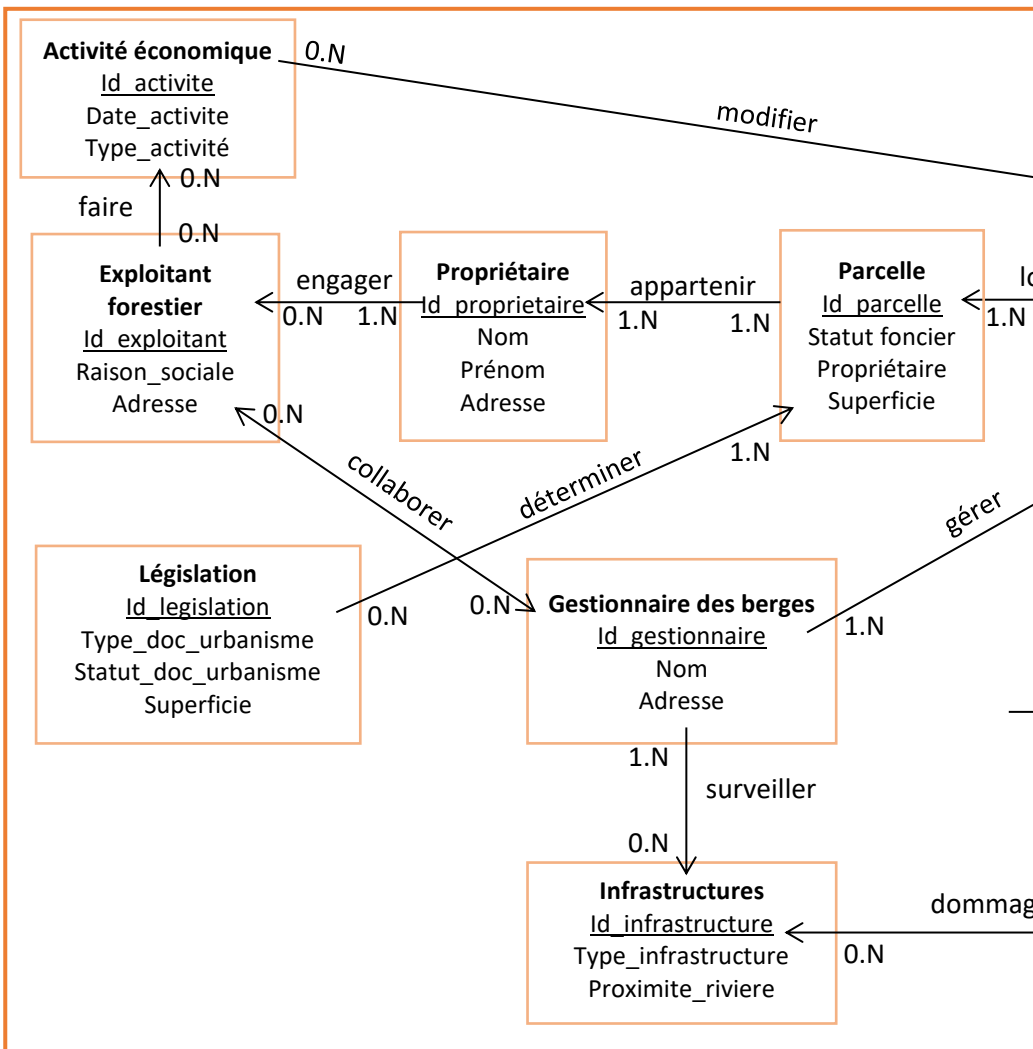 Activité économique
Id_activite
Date_activite
Type_activité
0.N
modifier
0.N
faire
0.N
Exploitant
forestier
Id_exploitant
Raison_sociale
Adresse
engager
0.N
1.N
Propriétaire
Id_proprietaire
Nom
Prénom
Adresse
appartenir
1.N
1.N
Parcelle
Id_parcelle
Statut foncier
Propriétaire
Superficie
1.N
0.N
collaborer
déterminer
1.N
gérer
Législation
Id_legislation
Type_doc_urbanisme
Statut_doc_urbanisme
Superficie
0.N
0.N
Gestionnaire des berges
Id_gestionnaire
Nom
Adresse
1.N
1.N
surveiller
0.N
Infrastructures
Id_infrastructure
Type_infrastructure
Proximite_riviere
dommag
0.N